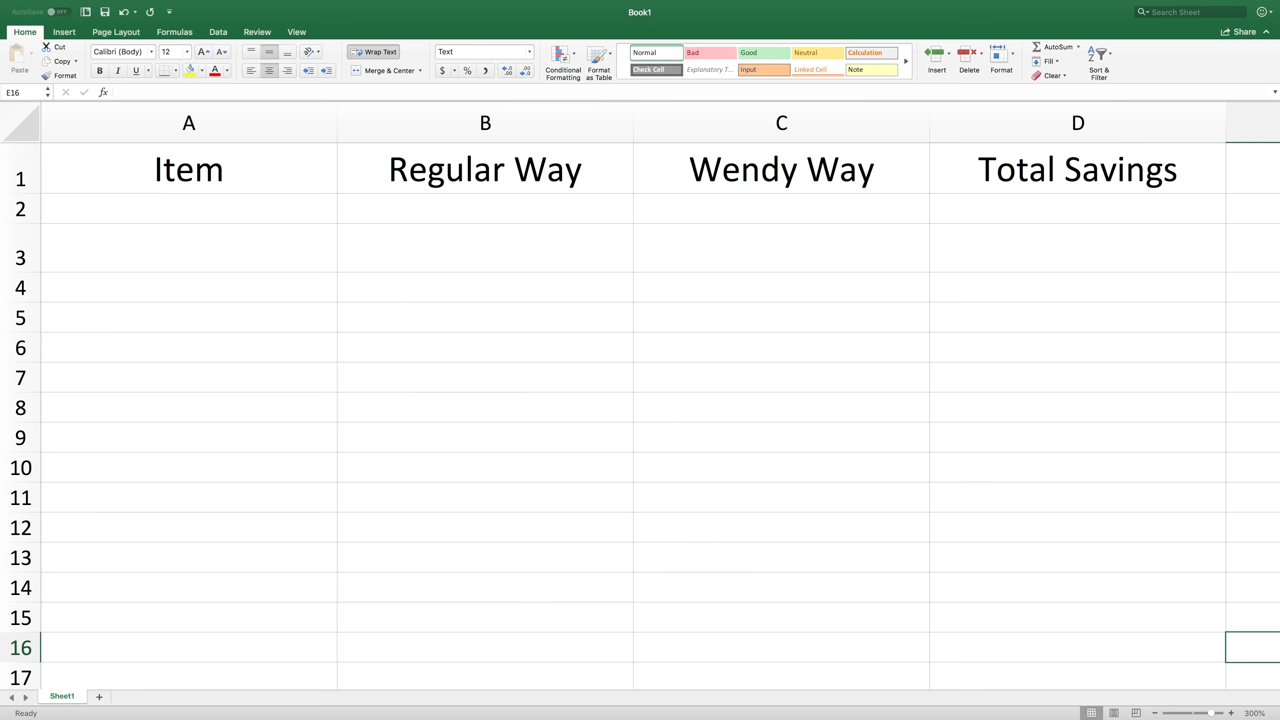 AutoSave OFF Book1 Search Sheet
Home Insert Page Layout Formulas Data Review View Share
Paste Cut Copy Format
Calibri (Body) 12 A A
B I U A
Wrap Text
Merge & Center
Text
$ %
Conditional Formatting
Format as Table
Normal Bad Good Neutral Calculation
Check Cell Explanatory T... Input Linked Cell Note
Insert Delete Format
AutoSum
Fill
Clear
Sort & Filter
E16 fx
A B C D
1 Item Regular Way Wendy Way Total Savings
2
3
4
5
6
7
8
9
10
11
12
13
14
15
16
17
Sheet1 +
Ready 300%